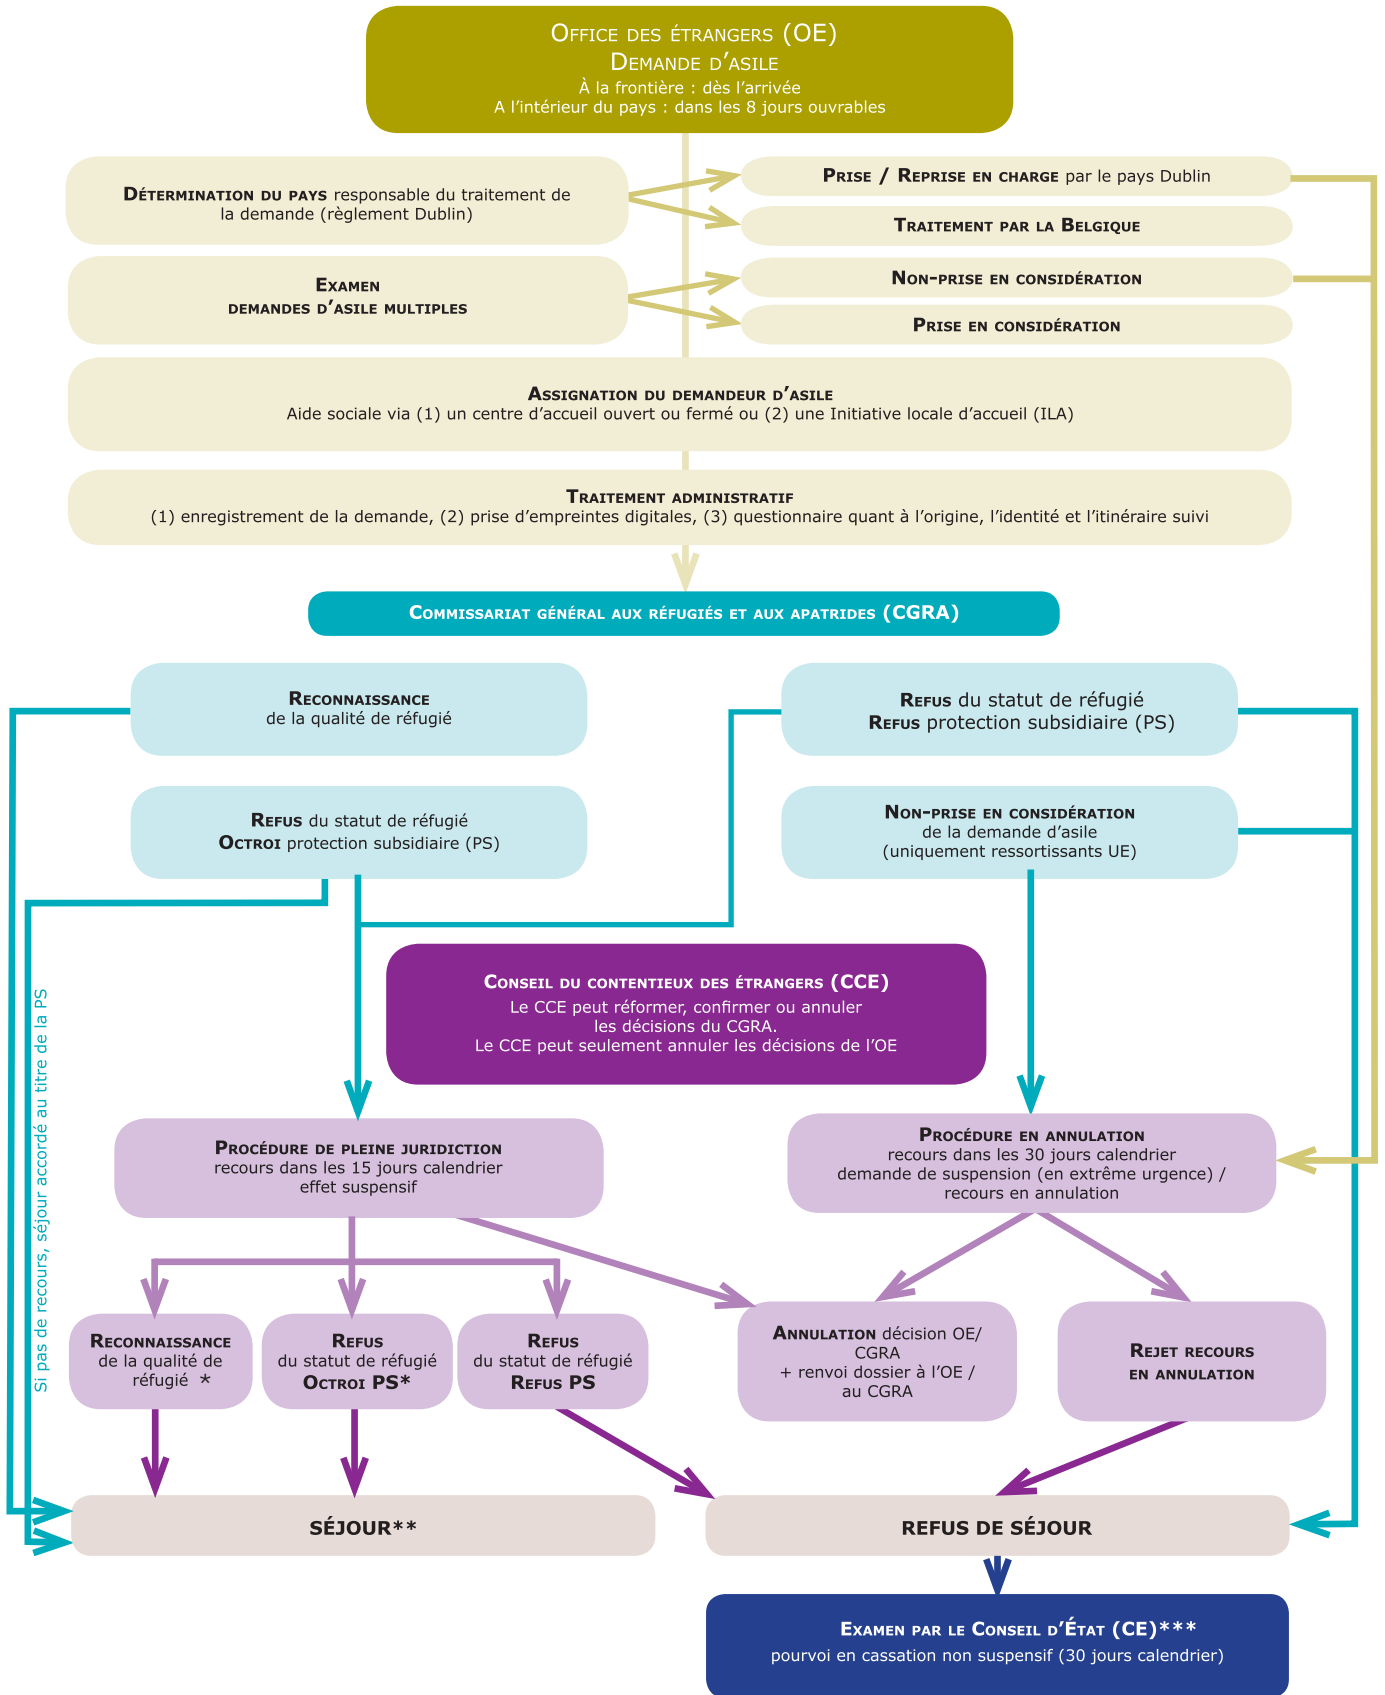 Office des étrangers (OE)
Demande d’asile
À la frontière : dès l’arrivée
A l’intérieur du pays : dans les 8 jours ouvrables
Détermination du pays responsable du traitement de
la demande (règlement Dublin)
Prise / Reprise en charge par le pays Dublin
Traitement par la Belgique
Examen
demandes d’asile multiples
Non-prise en considération
Prise en considération
Assignation du demandeur d’asile
Aide sociale via (1) un centre d’accueil ouvert ou fermé ou (2) une Initiative locale d’accueil (ILA)
Traitement administratif
(1) enregistrement de la demande, (2) prise d’empreintes digitales, (3) questionnaire quant à l’origine, l’identité et l’itinéraire suivi
Commissariat général aux réfugiés et aux apatrides (CGRA)
Reconnaissance
de la qualité de réfugié
Refus du statut de réfugié
Refus protection subsidiaire (PS)
Refus du statut de réfugié
Octroi protection subsidiaire (PS)
Non-prise en considération
de la demande d’asile
(uniquement ressortissants UE)
Conseil du contentieux des étrangers (CCE)
Le CCE peut réformer, confirmer ou annuler
les décisions du CGRA.
Le CCE peut seulement annuler les décisions de l’OE
Si pas de recours, séjour accordé au titre de la PS
Procédure de pleine juridiction
recours dans les 15 jours calendrier
effet suspensif
Procédure en annulation
recours dans les 30 jours calendrier
demande de suspension (en extrême urgence) /
recours en annulation
Reconnaissance
de la qualité de
réfugié *
Refus
du statut de réfugié
Octroi PS*
Refus
du statut de réfugié
Refus PS
Annulation décision OE/
CGRA
+ renvoi dossier à l’OE /
au CGRA
Rejet recours
en annulation
SÉJOUR**
REFUS DE SÉJOUR
Examen par le Conseil d’État (CE)***
pourvoi en cassation non suspensif (30 jours calendrier)